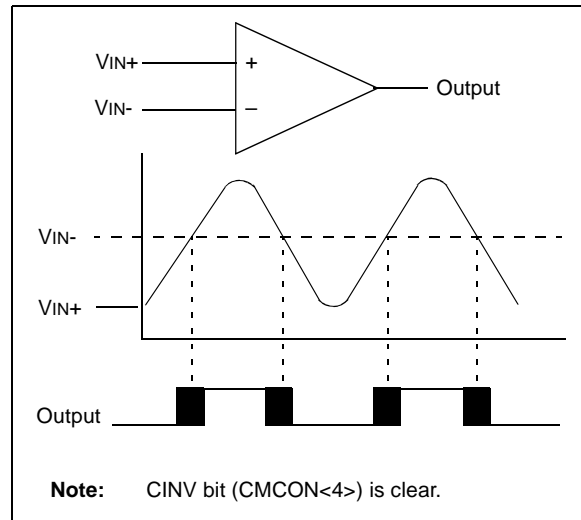 VIN+
+
Output
VIN-
–
VIN-
VIN+
Output
Note: CINV bit (CMCON<4>) is clear.